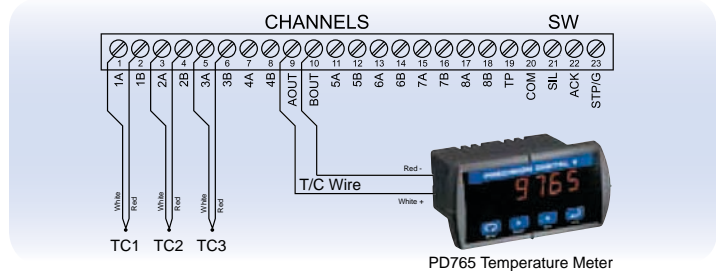 CHANNELS SW
1 2 3 4 5 6 7 8 9 10 11 12 13 14 15 16 17 18 19 20 21 22 23
1A 1B 2A 2B 3A 3B 4A 4B AOUT BOUT 5A 5B 6A 6B 7A 7B 8A 8B TP COM SIL ACK STP/G
Red -
T/C Wire
White +
White Red White Red White Red
TC1 TC2 TC3
PRECISION DIGITAL
9765
PD765 Temperature Meter